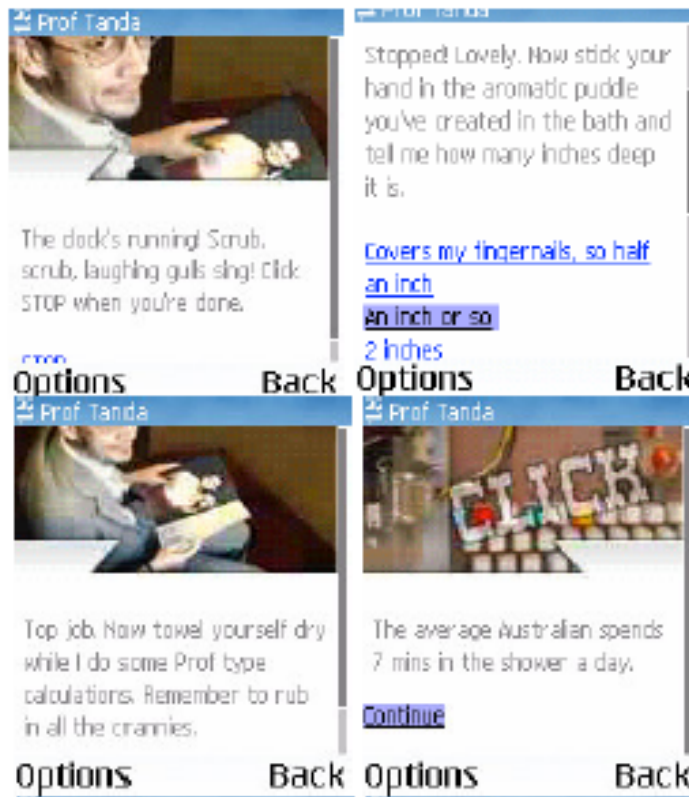 Prof Tanda
The clock's running! Scrub,
scrub, laughing gulls sing! Click
STOP when you're done.
STOP
Options Back
Stopped! Lovely. Now stick your
hand in the aromatic puddle
you've created in the bath and
tell me how many inches deep
it is.
Covers my fingernails, so half
an inch
An inch or so
2 inches
Options Back
Prof Tanda
Top job. Now towel yourself dry
while I do some Prof type
calculations. Remember to rub
in all the crannies.
Options Back
Prof Tanda
CLICK
The average Australian spends
7 mins in the shower a day.
Continue
Options Back